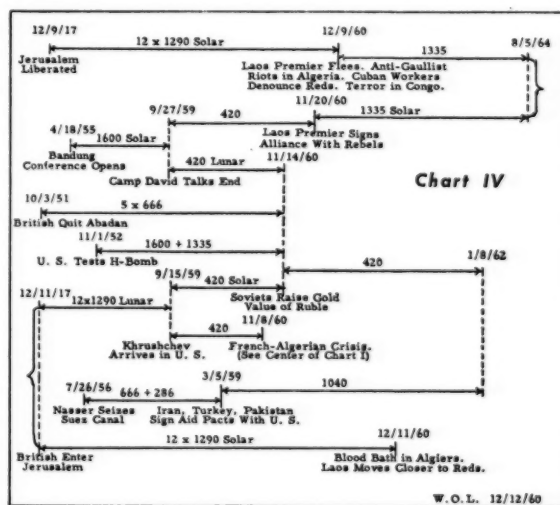 12/9/17
12 x 1290 Solar
12/9/60
1335
8/5/64
Jerusalem
Liberated
Laos Premier Flees. Anti-Gaullist
Riots in Algeria. Cuban Workers
Denounce Reds. Terror in Congo.
11/20/60
9/27/59
420
1335 Solar
4/18/55
1600 Solar
Laos Premier Signs
Alliance With Rebels
Bandung
Conference Opens
420 Lunar
11/14/60
Camp David Talks End
Chart IV
10/3/51
5 x 666
British Quit Abadan
11/1/52
1600 + 1335
U. S. Tests H-Bomb
420
1/8/62
9/15/59
420 Solar
12/11/17
12x1290 Lunar
Soviets Raise Gold
Value of Ruble
420
11/8/60
Khrushchev
Arrives in U. S.
French-Algerian Crisis.
(See Center of Chart I)
7/26/56
666 + 286
3/5/59
1040
Nasser Seizes
Suez Canal
Iran, Turkey, Pakistan
Sign Aid Pacts With U. S.
12 x 1290 Solar
12/11/60
British Enter
Jerusalem
Blood Bath in Algiers.
Laos Moves Closer to Reds.
W.O.L. 12/12/60